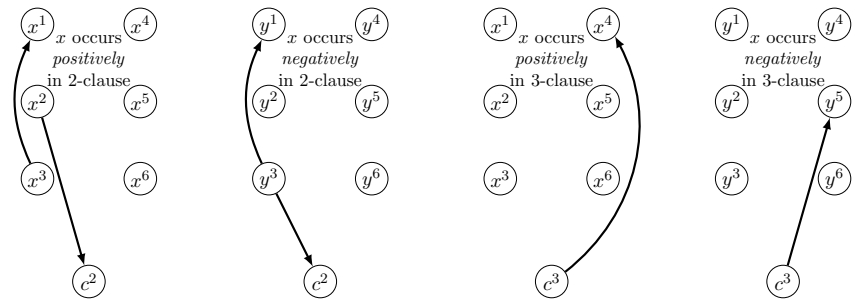 x¹ x⁴
x occurs
positively
in 2-clause
x² x⁵
x³ x⁶
c²
y¹ y⁴
x occurs
negatively
in 2-clause
y² y⁵
y³ y⁶
c²
x¹ x⁴
x occurs
positively
in 3-clause
x² x⁵
x³ x⁶
c³
y¹ y⁴
x occurs
negatively
in 3-clause
y² y⁵
y³ y⁶
c³